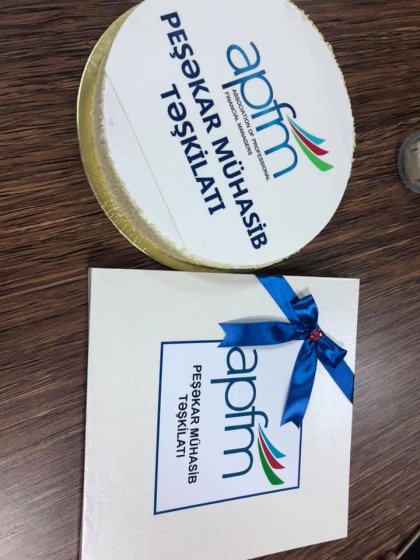 apfm
ASSOCIATION OF PROFESSIONAL
FINANCIAL MANAGERS
PEŞƏKAR MÜHASİB
TƏŞKİLATI
apfm
PEŞƏKAR MÜHASİB
TƏŞKİLATI